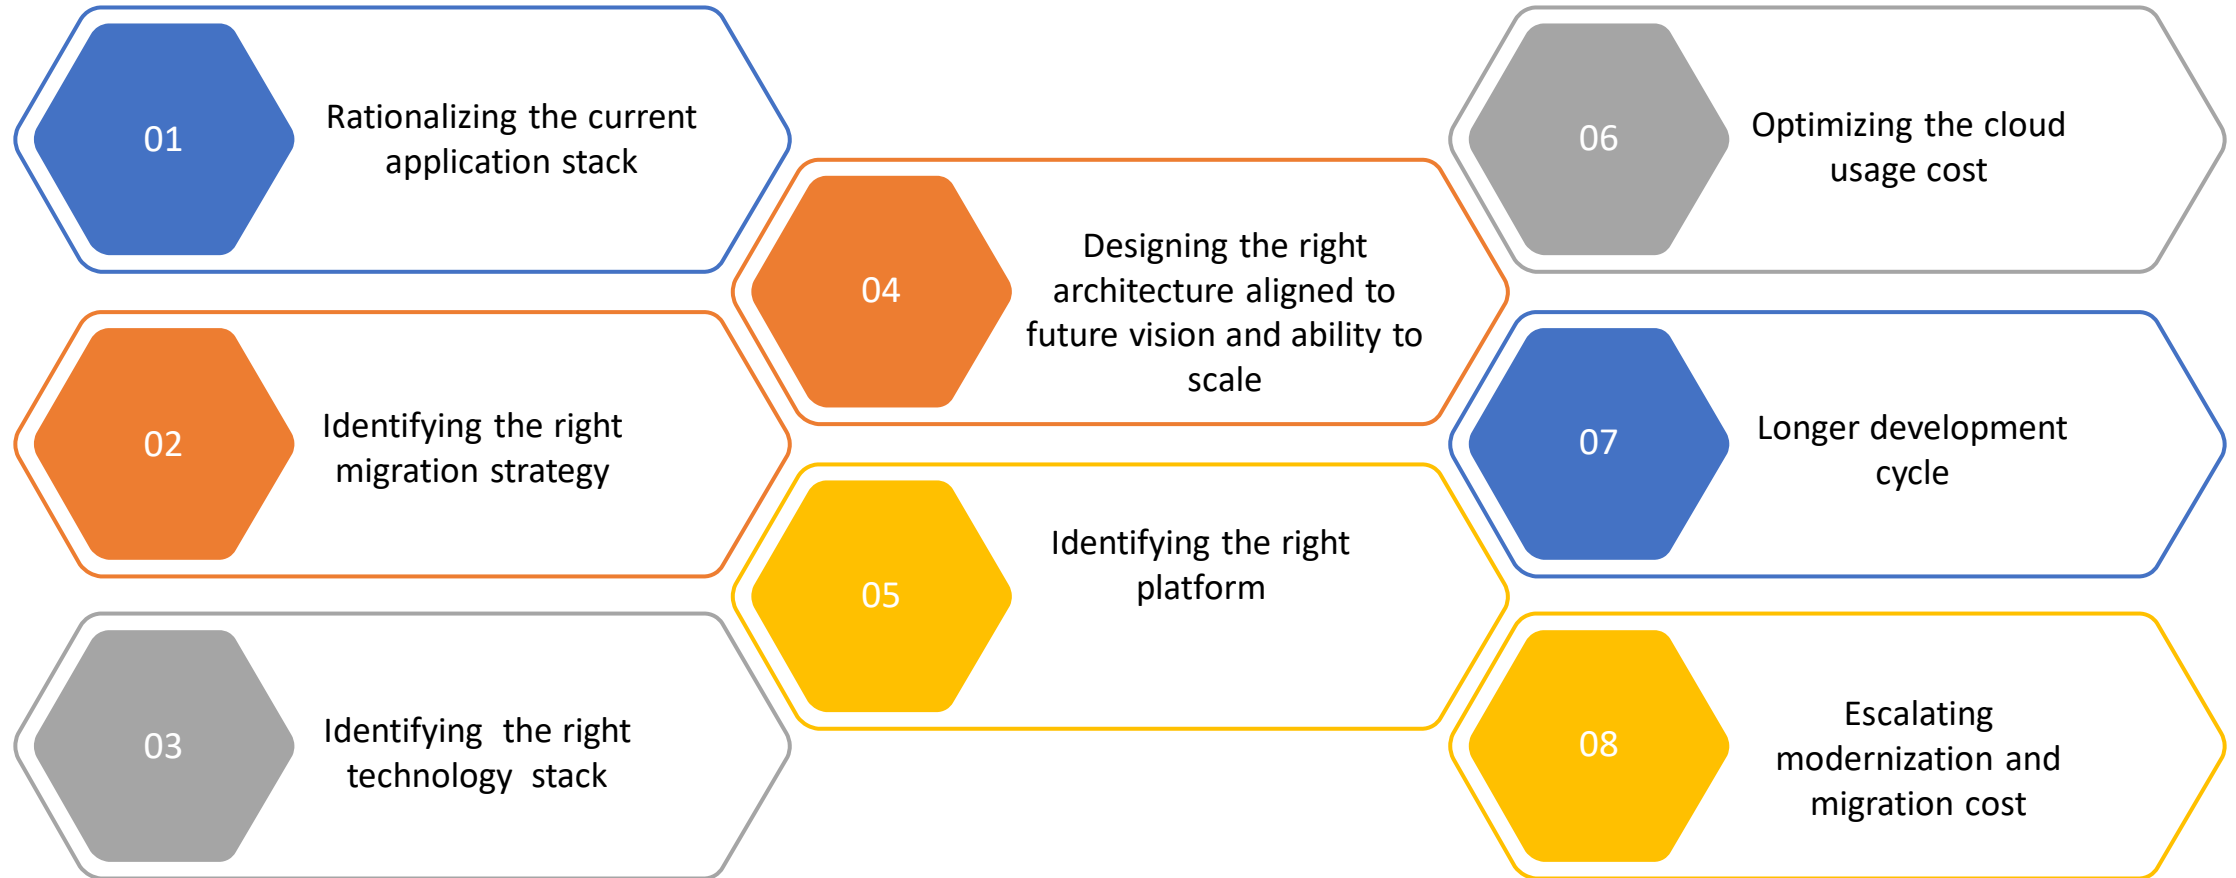 01
Rationalizing the current
application stack
02
Identifying the right
migration strategy
03
Identifying the right
technology stack
04
Designing the right
architecture aligned to
future vision and ability to
scale
05
Identifying the right
platform
06
Optimizing the cloud
usage cost
07
Longer development
cycle
08
Escalating
modernization and
migration cost